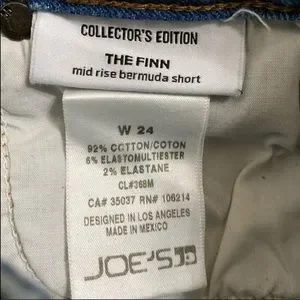 COLLECTOR'S EDITION
THE FINN
mid rise bermuda short
W 24
92% COTTON/COTON
6% ELASTOMULTIESTER
2% ELASTANE
CL#368M
CA# 35037 RN# 106214
DESIGNED IN LOS ANGELES
MADE IN MEXICO
JOE'S